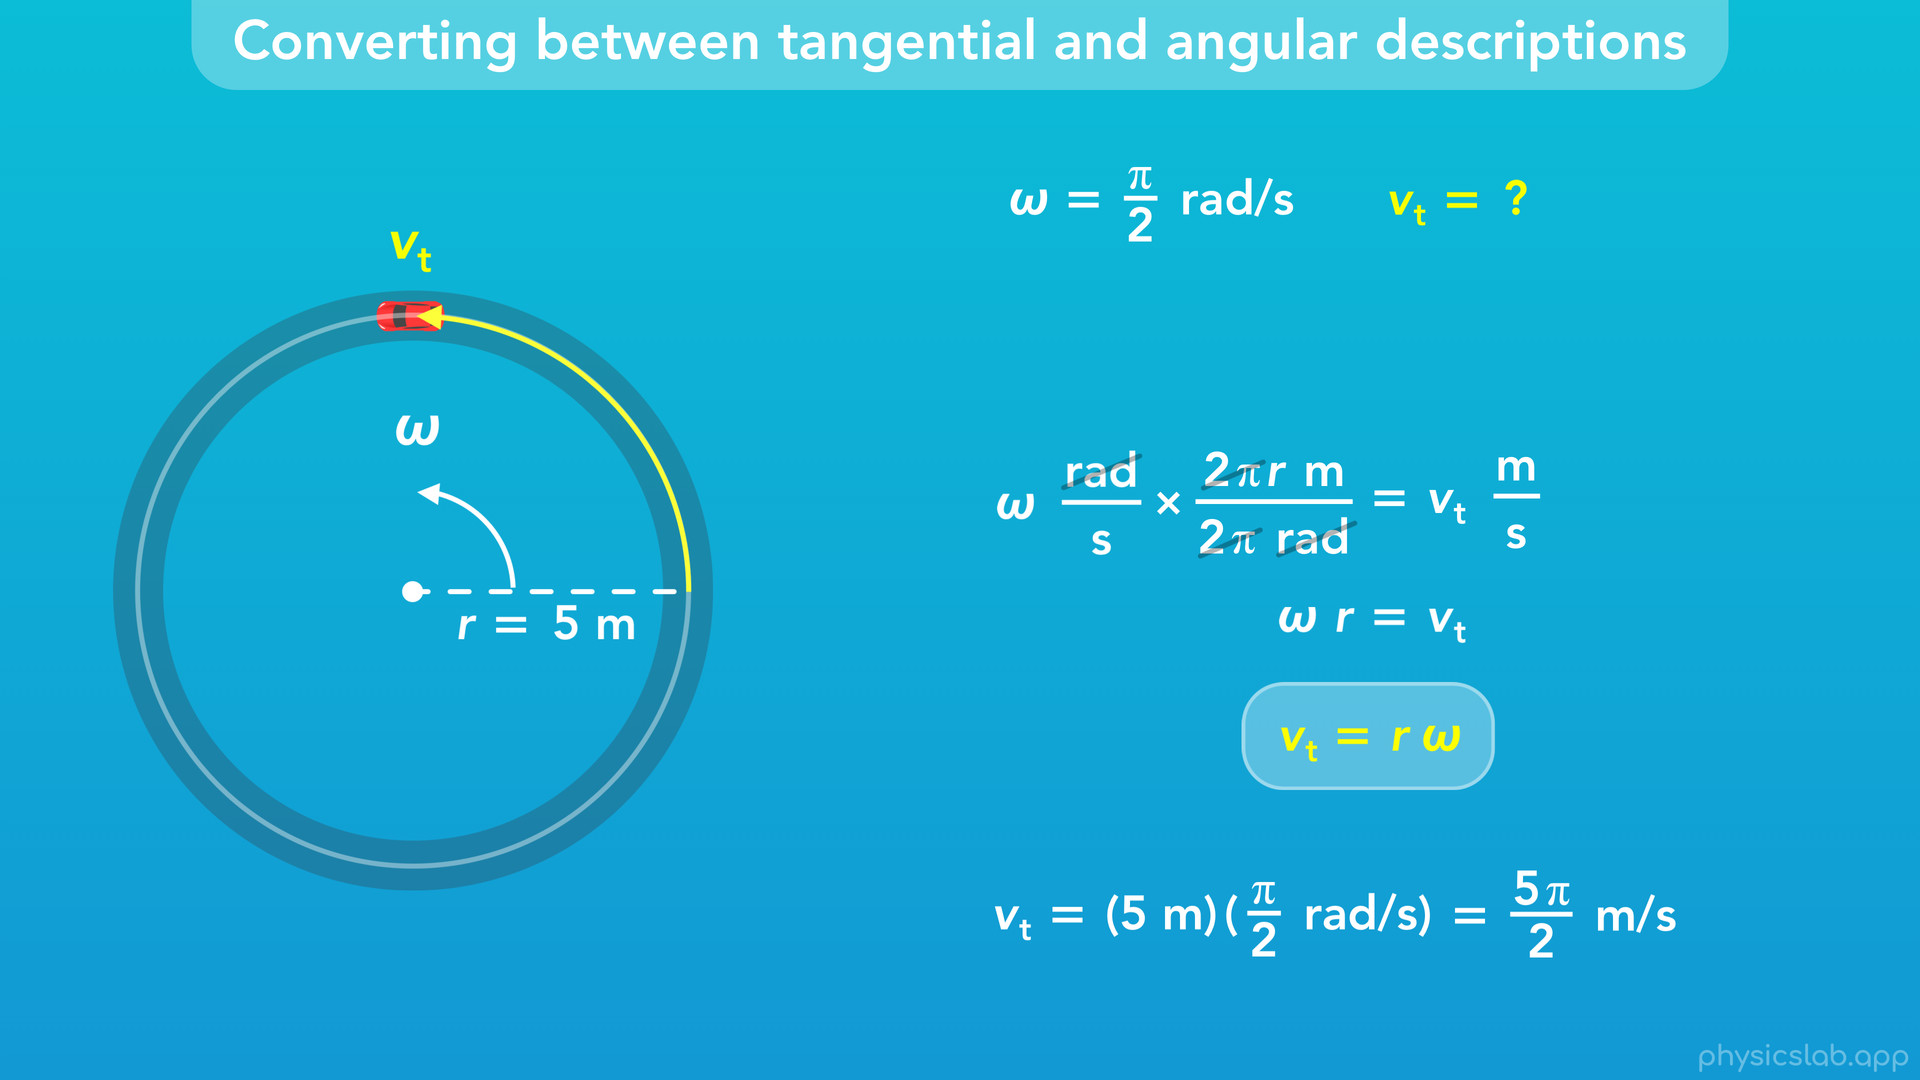 Converting between tangential and angular descriptions
ω = π/2 rad/s    vt = ?
vt
ω
r = 5 m
ω rad/s × 2πr m / 2π rad = vt m/s
ω r = vt
vt = r ω
vt = (5 m)(π/2 rad/s) = 5π/2 m/s
physicslab.app